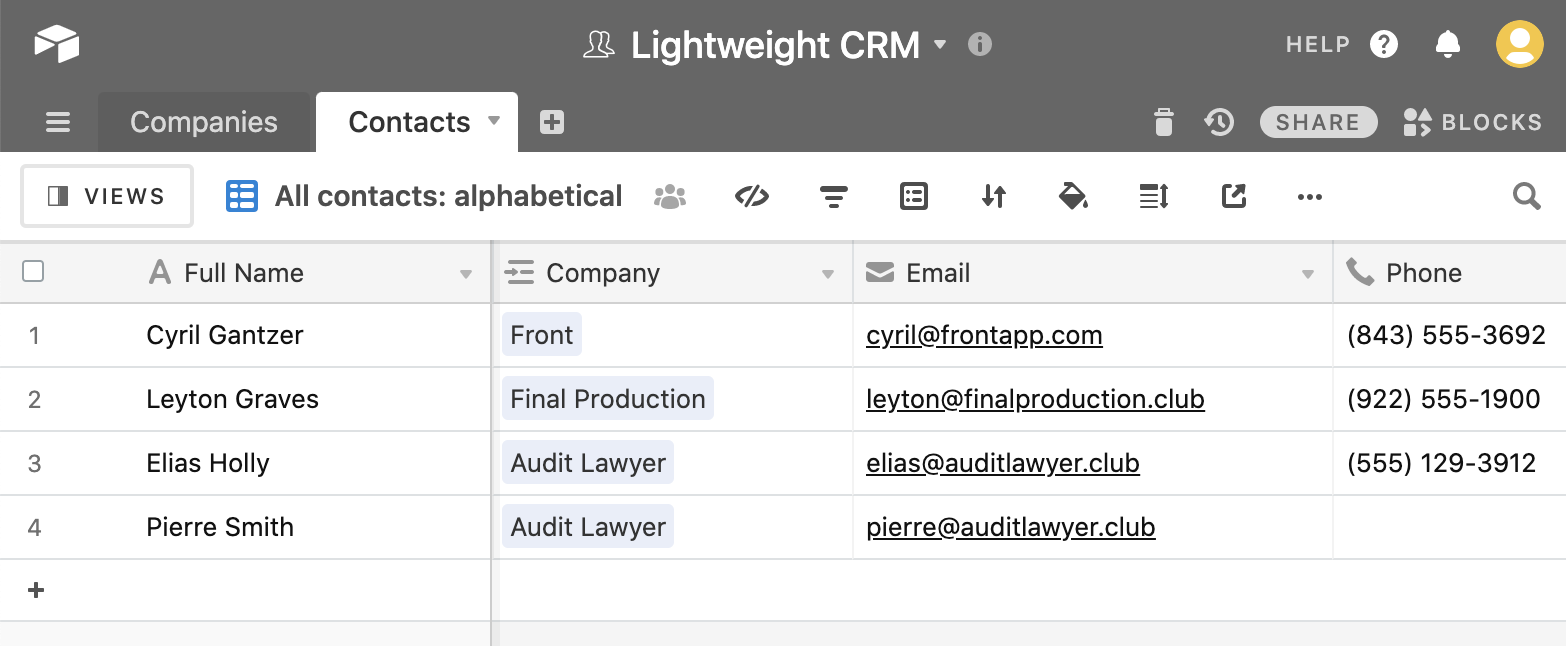 Lightweight CRM
HELP
Companies
Contacts
SHARE
BLOCKS
VIEWS
All contacts: alphabetical
Full Name Company Email Phone
1 Cyril Gantzer Front cyril@frontapp.com (843) 555-3692
2 Leyton Graves Final Production leyton@finalproduction.club (922) 555-1900
3 Elias Holly Audit Lawyer elias@auditlawyer.club (555) 129-3912
4 Pierre Smith Audit Lawyer pierre@auditlawyer.club